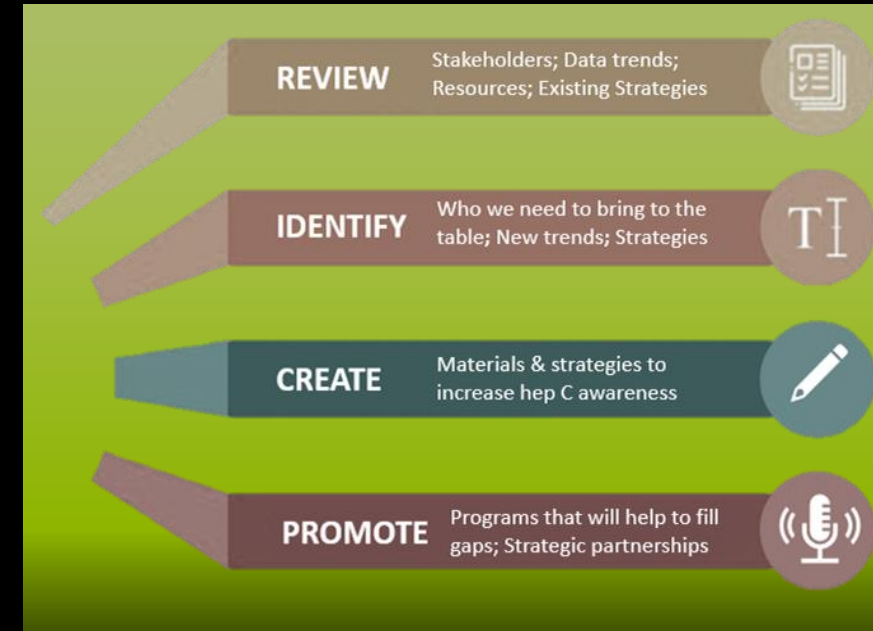 REVIEW
Stakeholders; Data trends;
Resources; Existing Strategies
IDENTIFY
Who we need to bring to the
table; New trends; Strategies
T
CREATE
Materials & strategies to
increase hep C awareness
PROMOTE
Programs that will help to fill
gaps; Strategic partnerships